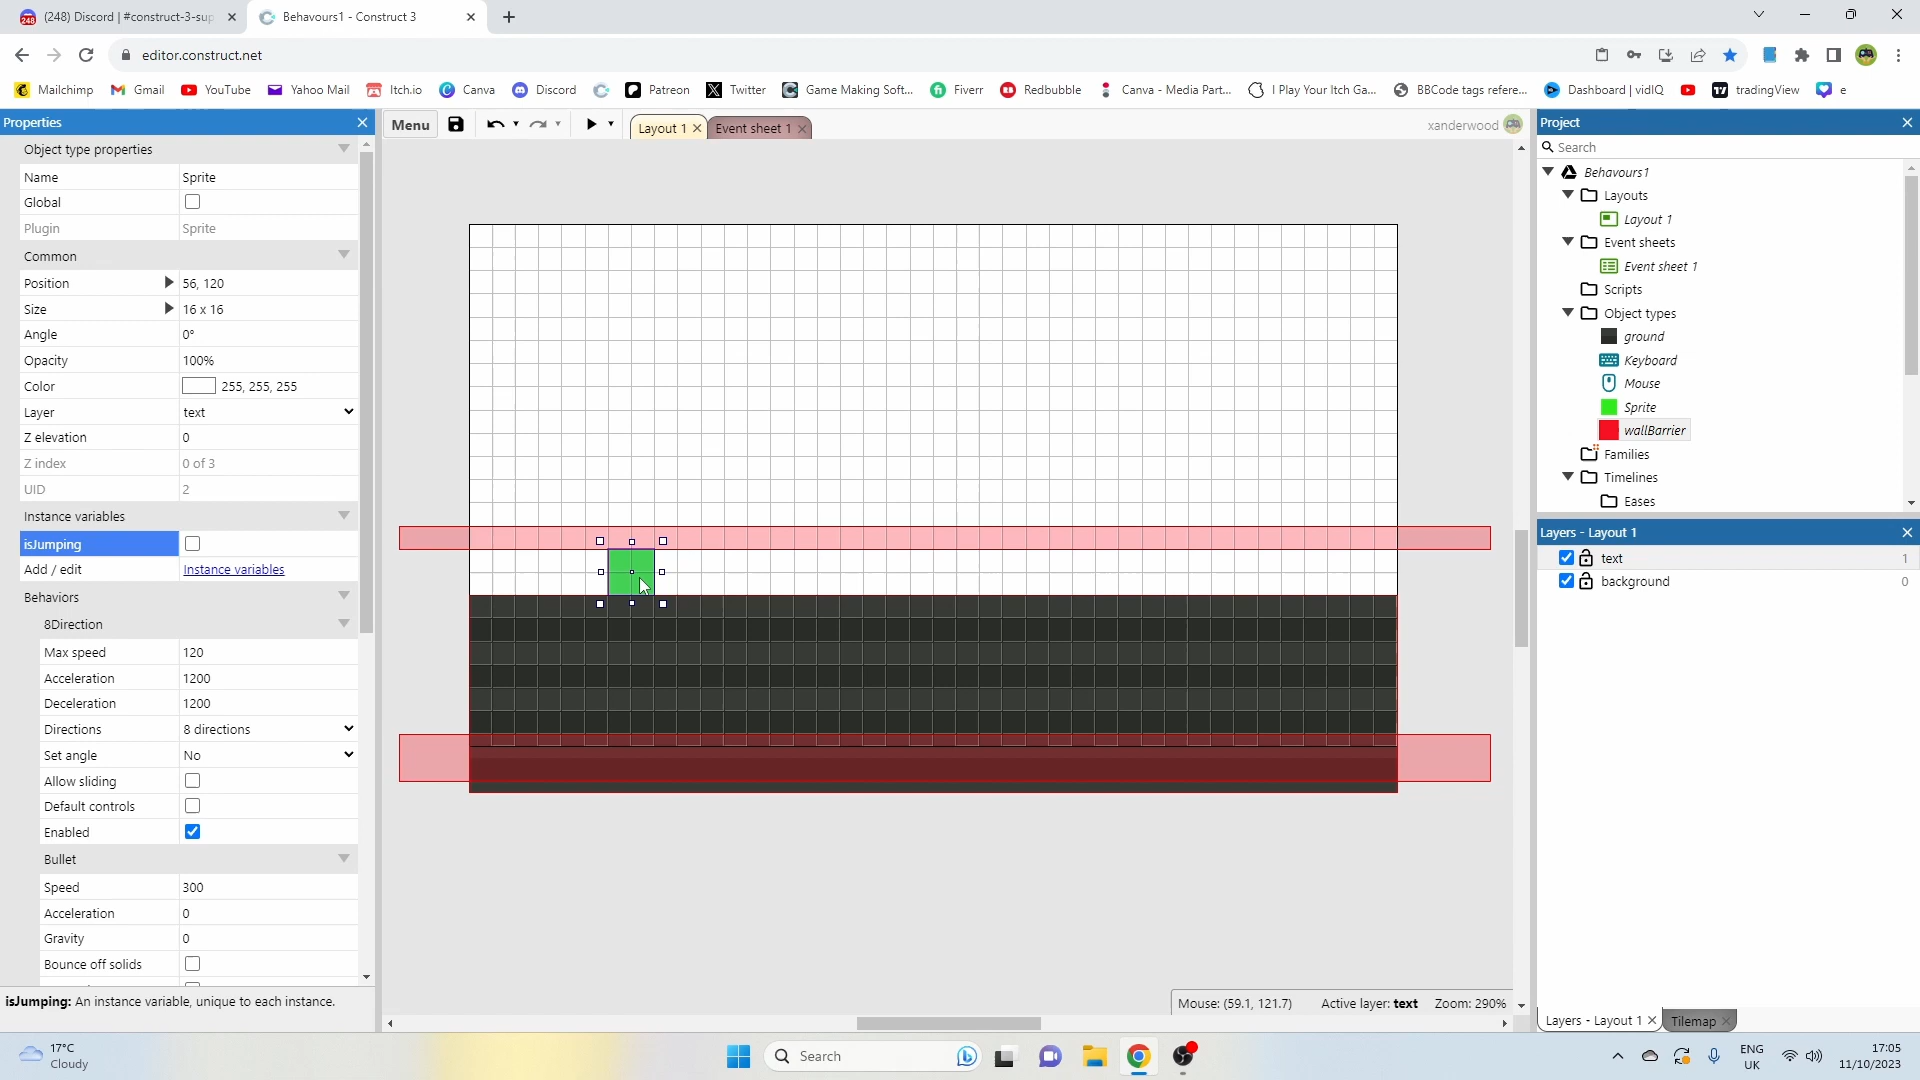 (248) Discord | #construct-3-sup
Behavours1 - Construct 3
editor.construct.net
Mailchimp
Gmail
YouTube
Yahoo Mail
Itch.io
Canva
Discord
Patreon
Twitter
Game Making Soft...
Fiverr
Redbubble
Canva - Media Part...
I Play Your Itch Ga...
BBCode tags refere...
Dashboard | vidIQ
tradingView
e
Properties
Menu
Layout 1
Event sheet 1
xanderwood
Object type properties
Name
Sprite
Global
Plugin
Sprite
Common
Position
56, 120
Size
16 x 16
Angle
0°
Opacity
100%
Color
255, 255, 255
Layer
text
Z elevation
0
Z index
0 of 3
UID
2
Instance variables
isJumping
Add / edit
Instance variables
Behaviors
8Direction
Max speed
120
Acceleration
1200
Deceleration
1200
Directions
8 directions
Set angle
No
Allow sliding
Default controls
Enabled
Bullet
Speed
300
Acceleration
0
Gravity
0
Bounce off solids
isJumping: An instance variable, unique to each instance.
Mouse: (59.1, 121.7)
Active layer: text
Zoom: 290%
Project
Search
Behavours1
Layouts
Layout 1
Event sheets
Event sheet 1
Scripts
Object types
ground
Keyboard
Mouse
Sprite
wallBarrier
Families
Timelines
Eases
Layers - Layout 1
text
1
background
0
Layers - Layout 1
Tilemap
17°C
Cloudy
Search
ENG
UK
17:05
11/10/2023